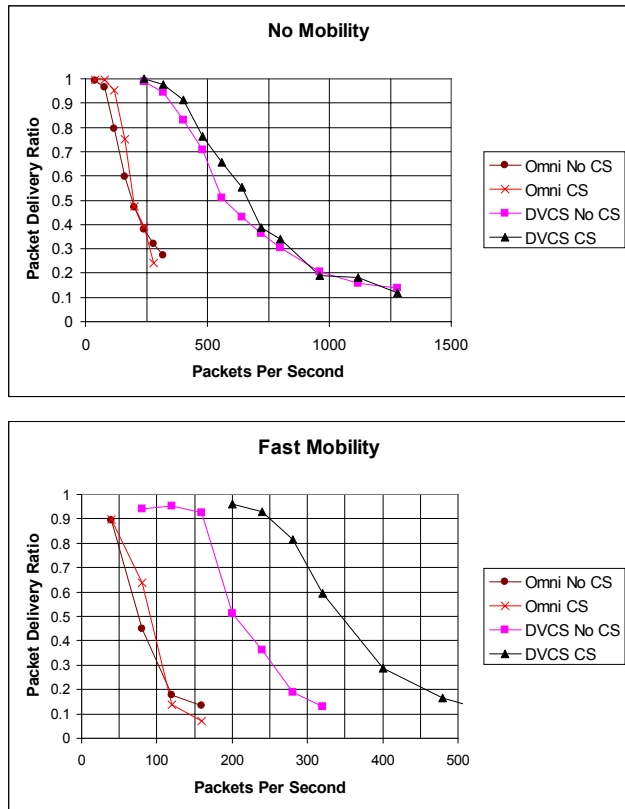 No Mobility
1
0.9
0.8
0.7
0.6
0.5
0.4
0.3
0.2
0.1
0
Packet Delivery Ratio
0 500 1000 1500
Packets Per Second
Omni No CS
Omni CS
DVCS No CS
DVCS CS
Fast Mobility
1
0.9
0.8
0.7
0.6
0.5
0.4
0.3
0.2
0.1
0
Packet Delivery Ratio
0 100 200 300 400 500
Packets Per Second
Omni No CS
Omni CS
DVCS No CS
DVCS CS